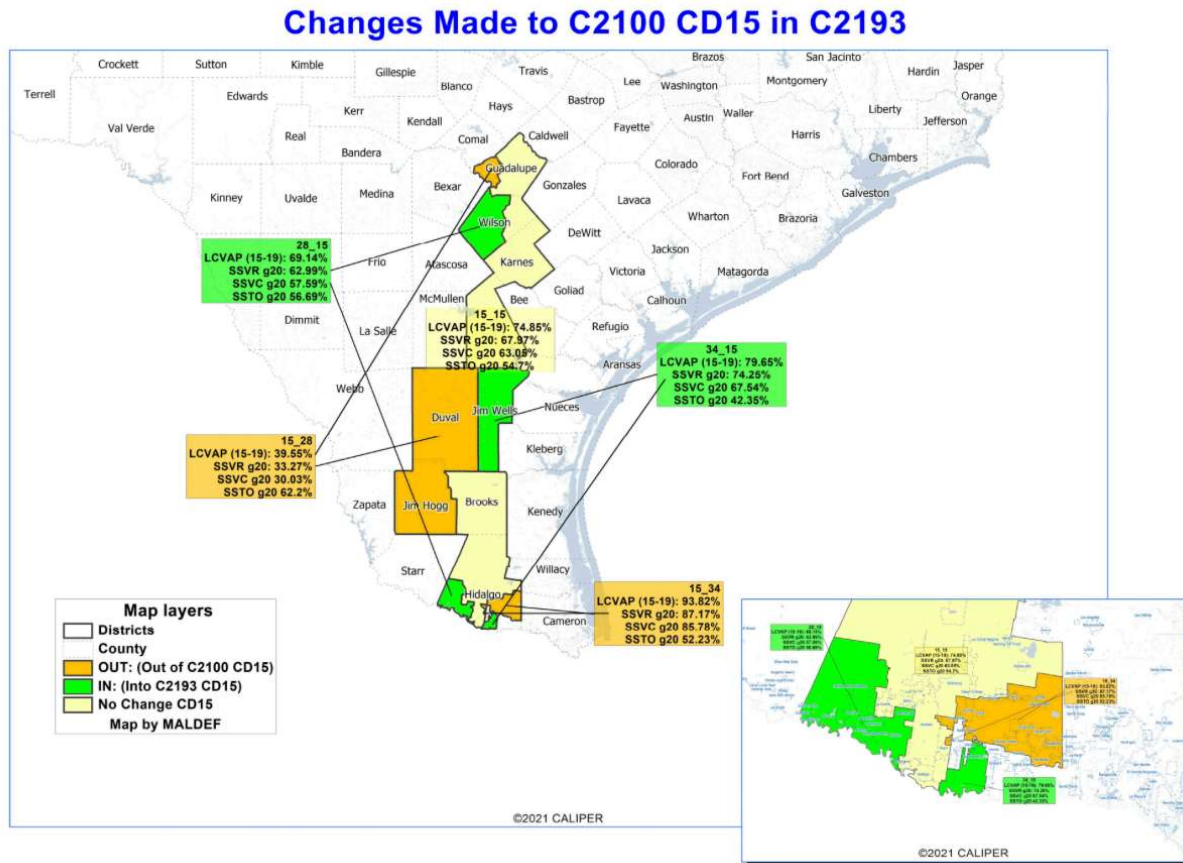 Changes Made to C2100 CD15 in C2193
Crockett
Sutton
Kimble
Gillespie
Blanco
Travis
Lee
Brazos
Washington
Montgomery
San Jacinto
Hardin
Jasper
Orange
Terrell
Val Verde
Edwards
Kerr
Real
Bandera
Kendall
Hays
Comal
Caldwell
Bastrop
Fayette
Austin
Waller
Harris
Liberty
Jefferson
Chambers
Guadalupe
Colorado
Fort Bend
Galveston
Kinney
Uvalde
Medina
Bexar
Gonzales
Lavaca
Wharton
Brazoria
Wilson
DeWitt
Jackson
Matagorda
Frio
Atascosa
Karnes
Victoria
Goliad
Calhoun
28_15
LCVAP (15-19): 69.14%
SSVR g20: 62.99%
SSVC g20 57.59%
SSTO g20 56.69%
McMullen
Bee
Dimmit
La Salle
Refugio
Aransas
15_15
LCVAP (15-19): 74.85%
SSVR g20: 67.97%
SSVC g20 63.05%
SSTO g20 54.7%
34_15
LCVAP (15-19): 79.65%
SSVR g20: 74.25%
SSVC g20 67.54%
SSTO g20 42.35%
Webb
Duval
Jim Wells
Nueces
Kleberg
15_28
LCVAP (15-19): 39.55%
SSVR g20: 33.27%
SSVC g20 30.03%
SSTO g20 62.2%
Zapata
Jim Hogg
Brooks
Kenedy
Starr
Hidalgo
Willacy
Cameron
15_34
LCVAP (15-19): 93.82%
SSVR g20: 87.17%
SSVC g20 85.78%
SSTO g20 52.23%
Map layers
Districts
County
OUT: (Out of C2100 CD15)
IN: (Into C2193 CD15)
No Change CD15
Map by MALDEF
©2021 CALIPER
©2021 CALIPER